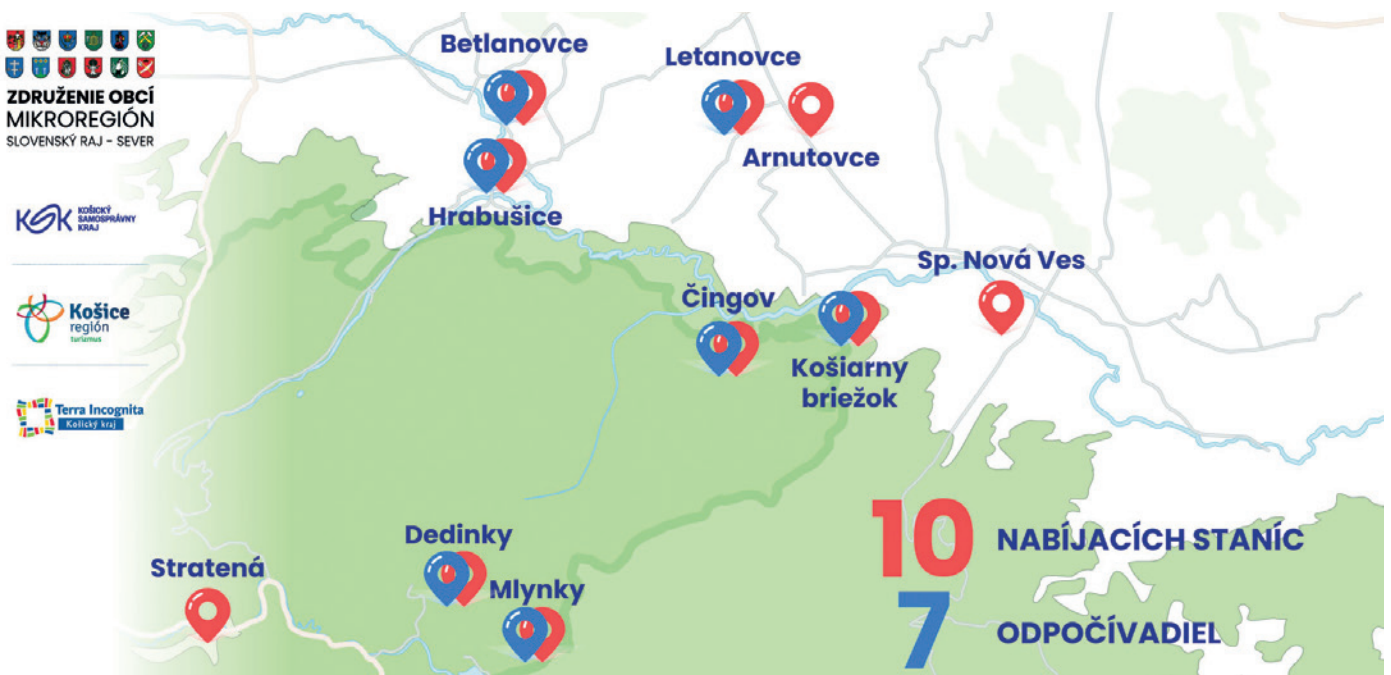 ZDRUŽENIE OBCÍ
MIKROREGIÓN
SLOVENSKÝ RAJ – SEVER
KSK KOŠICKÝ
SAMOSPRÁVNY
KRAJ
Košice
región
turizmus
Terra Incognita
Košický kraj
Betlanovce
Letanovce
Arnutovce
Hrabušice
Sp. Nová Ves
Čingov
Košiarny
briežok
Dedinky
Stratená
Mlynky
10 NABÍJACÍCH STANÍC
7 ODPOČÍVADIEL